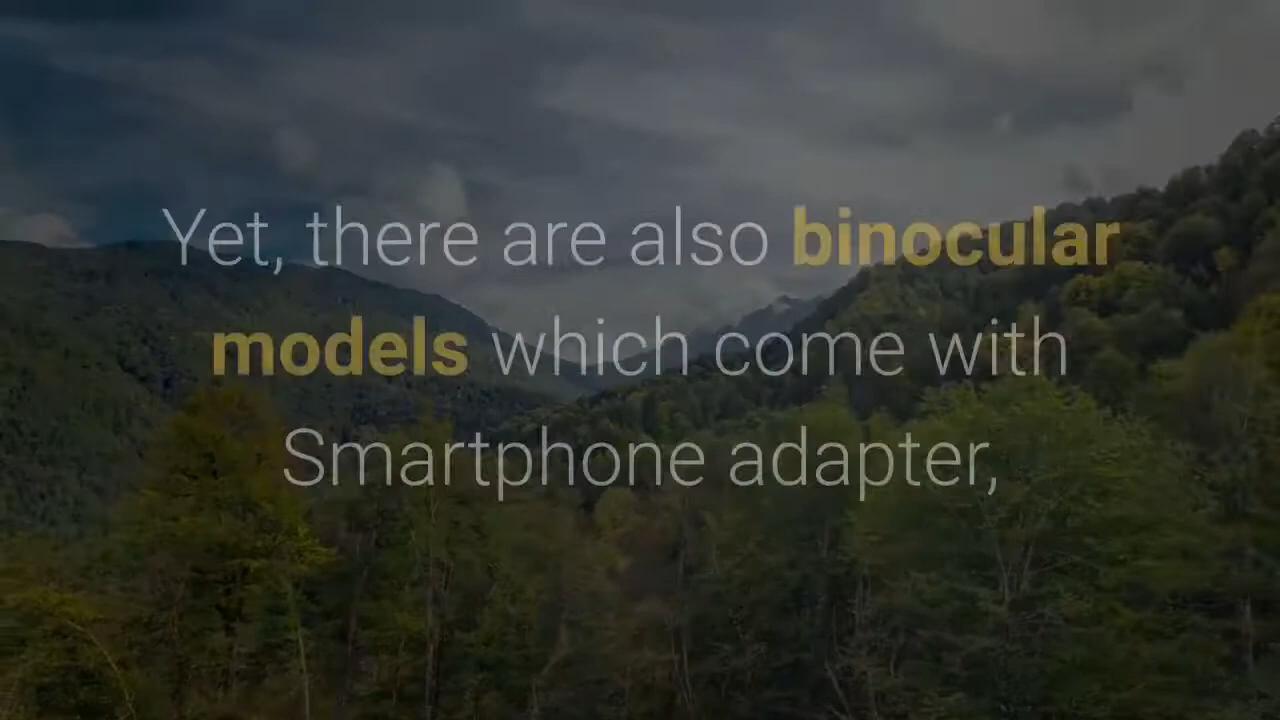 Yet, there are also binocular
models which come with
Smartphone adapter,